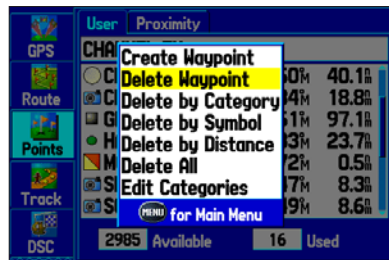 User Proximity
GPS
Route
Points
Track
DSC
Create Waypoint
Delete Waypoint
Delete by Category
Delete by Symbol
Delete by Distance
Delete All
Edit Categories
MENU for Main Menu
40.1
18.8
97.1
23.7
0.5
8.3
8.6
2985 Available 16 Used